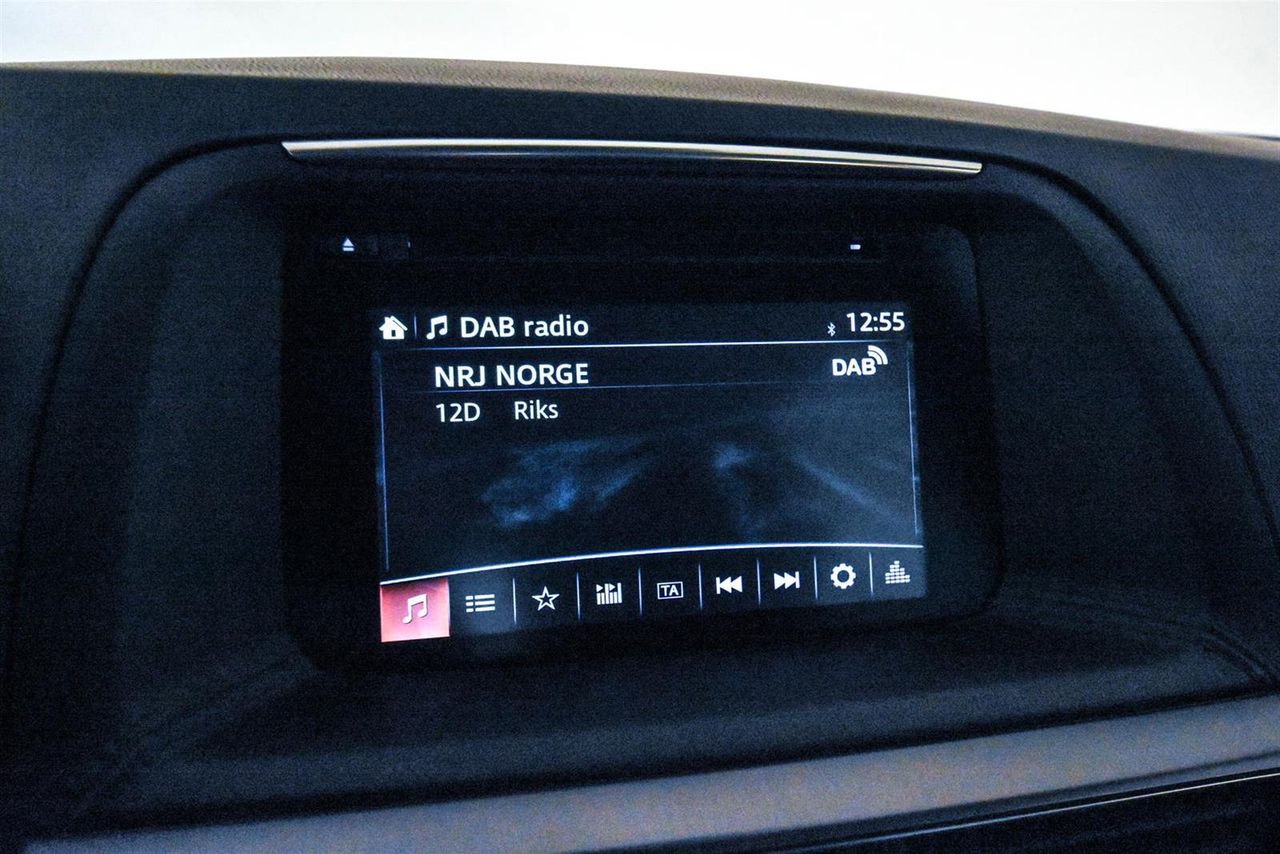 DAB radio 12:55
NRJ NORGE DAB
12D Riks
TA